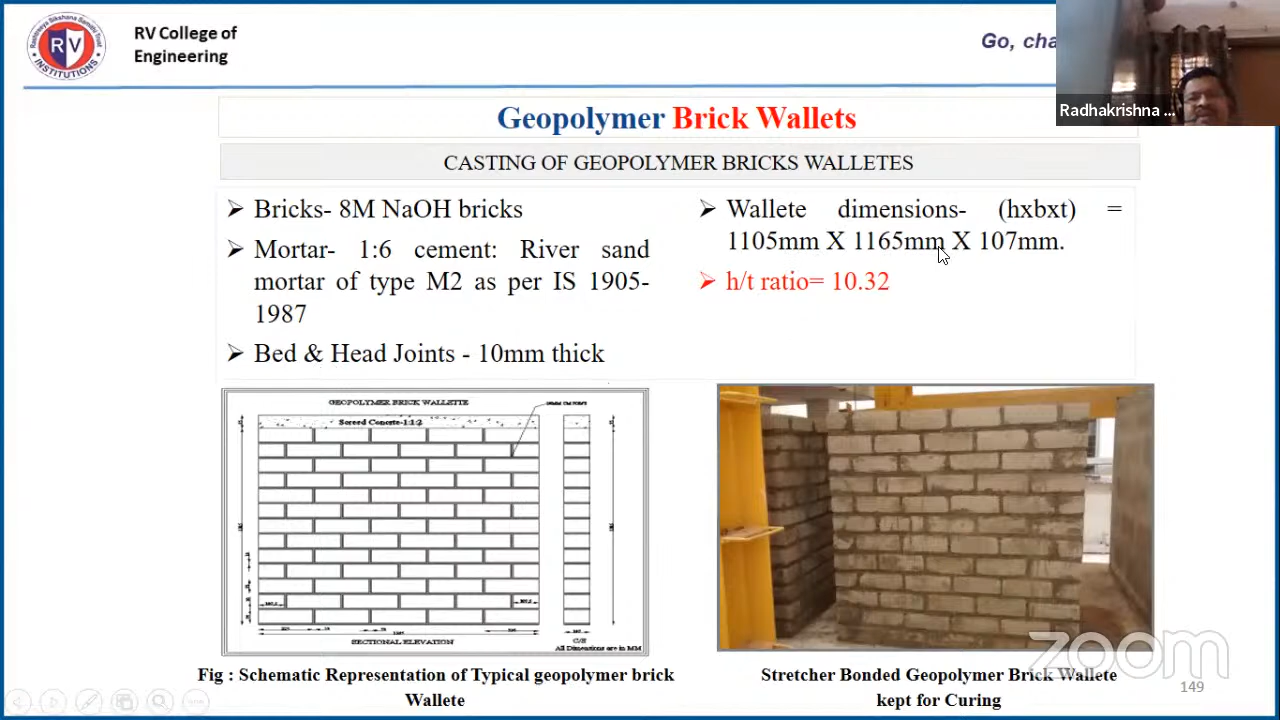 RV College of
Engineering
Go, cha
Radhakrishna ...
RV
INSTITUTIONS
Geopolymer Brick Wallets
CASTING OF GEOPOLYMER BRICKS WALLETES
Bricks- 8M NaOH bricks
Mortar- 1:6 cement: River sand
mortar of type M2 as per IS 1905-
1987
Bed & Head Joints - 10mm thick
Wallete dimensions- (hxbxt) =
1105mm X 1165mm X 107mm.
h/t ratio= 10.32
GEOPOLYMER BRICK WALLETTE
Screed Concrete-1:1:2
SECTIONAL ELEVATION
C/S
All Dimensions are in MM
Fig : Schematic Representation of Typical geopolymer brick
Wallete
Stretcher Bonded Geopolymer Brick Wallete
kept for Curing
zoom
149